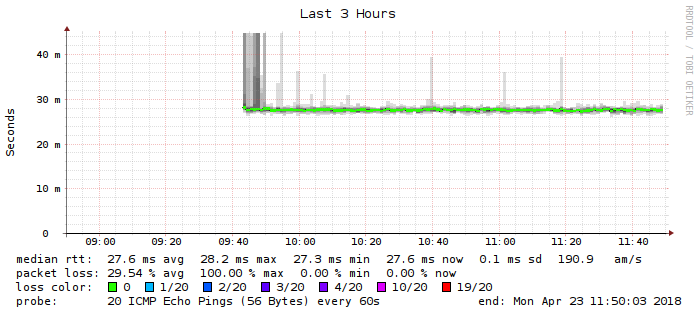 Last 3 Hours
RRDTOOL / TOBI OETIKER
Seconds
40 m
30 m
20 m
10 m
0
09:00 09:20 09:40 10:00 10:20 10:40 11:00 11:20 11:40
median rtt: 27.6 ms avg 28.2 ms max 27.3 ms min 27.6 ms now 0.1 ms sd 190.9 am/s
packet loss: 29.54 % avg 100.00 % max 0.00 % min 0.00 % now
loss color: 0 1/20 2/20 3/20 4/20 10/20 19/20
probe: 20 ICMP Echo Pings (56 Bytes) every 60s end: Mon Apr 23 11:50:03 2018